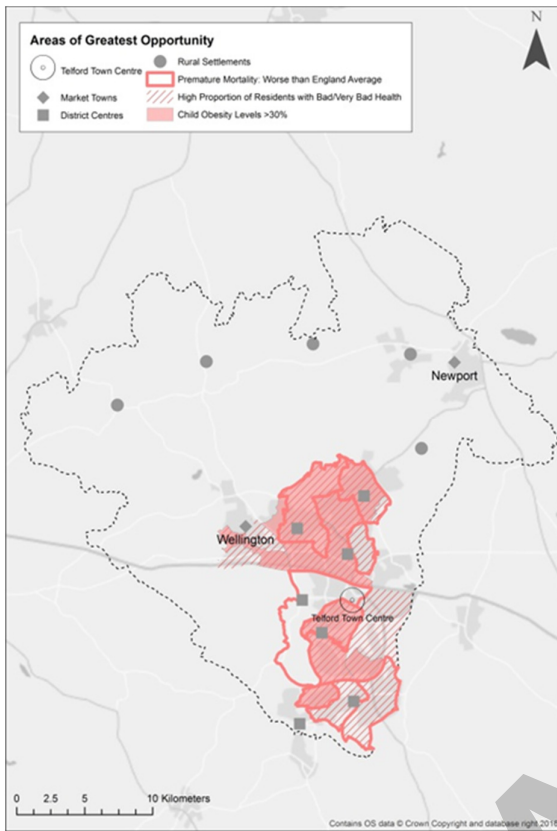 N
Areas of Greatest Opportunity
Telford Town Centre
Market Towns
District Centres
Rural Settlements
Premature Mortality: Worse than England Average
High Proportion of Residents with Bad/Very Bad Health
Child Obesity Levels >30%
Newport
Wellington
Telford Town Centre
0 2.5 5 10 Kilometers
Contains OS data © Crown Copyright and database right 2016